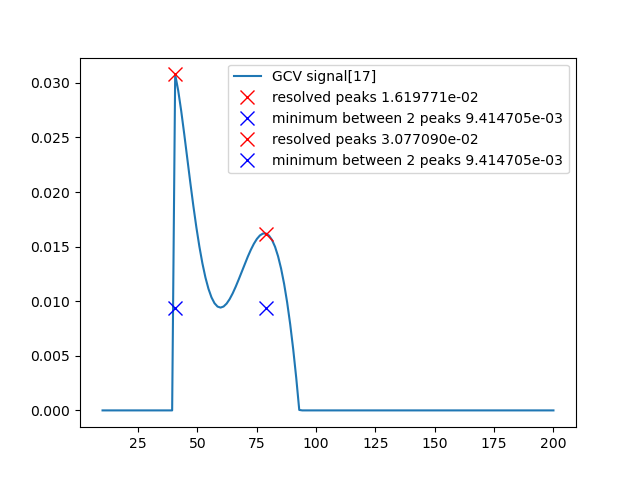 GCV signal[17]
resolved peaks 1.619771e-02
minimum between 2 peaks 9.414705e-03
resolved peaks 3.077090e-02
minimum between 2 peaks 9.414705e-03
0.030
0.025
0.020
0.015
0.010
0.005
0.000
25 50 75 100 125 150 175 200